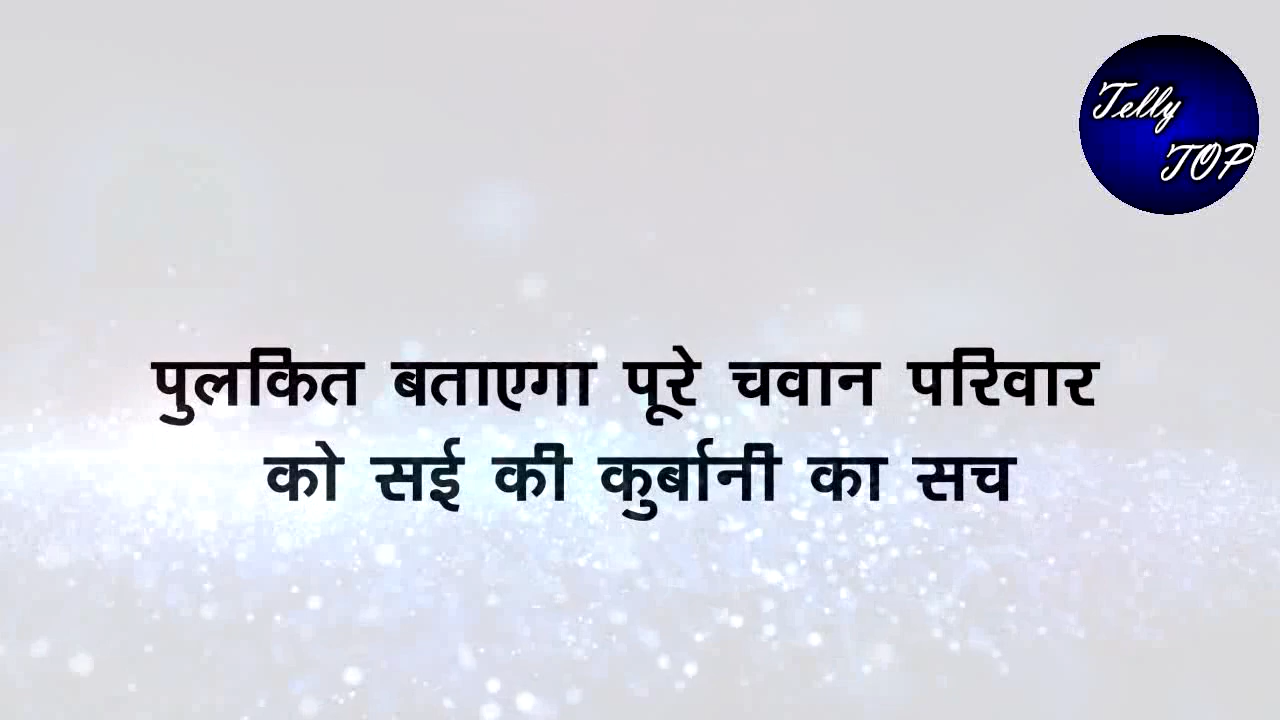 Telly
TOP
पुलकित बताएगा पूरे चवान परिवार
को सई की कुर्बानी का सच